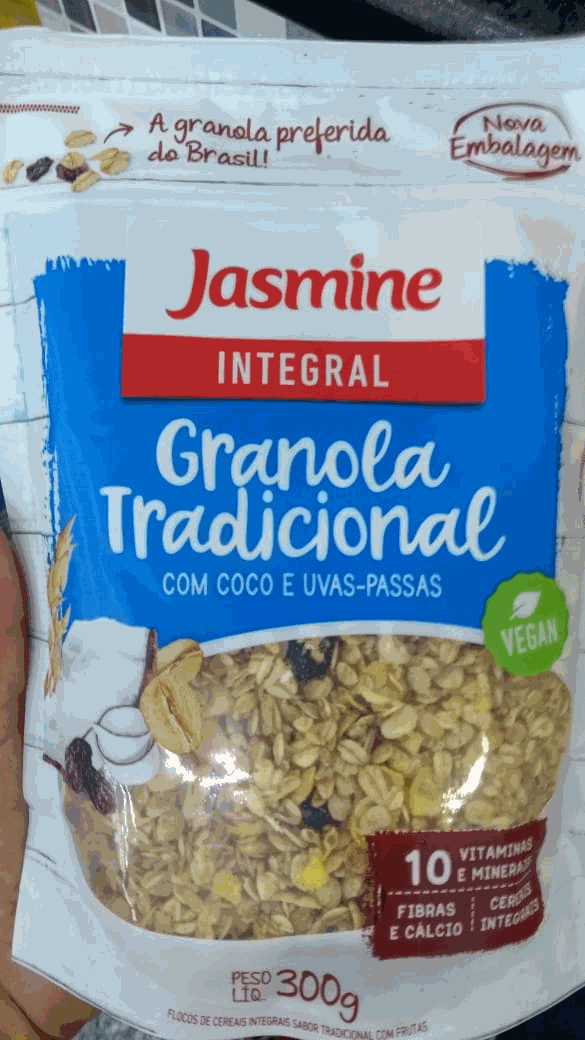 A granola preferida
do Brasil!
Nova
Embalagem
Jasmine
INTEGRAL
Granola
Tradicional
COM COCO E UVAS-PASSAS
VEGAN
10 VITAMINAS
E MINERAIS
FIBRAS
E CÁLCIO
CEREAIS
INTEGRAIS
PESO
LÍQ. 300g
FLOCOS DE CEREAIS INTEGRAIS SABOR TRADICIONAL COM FRUTAS